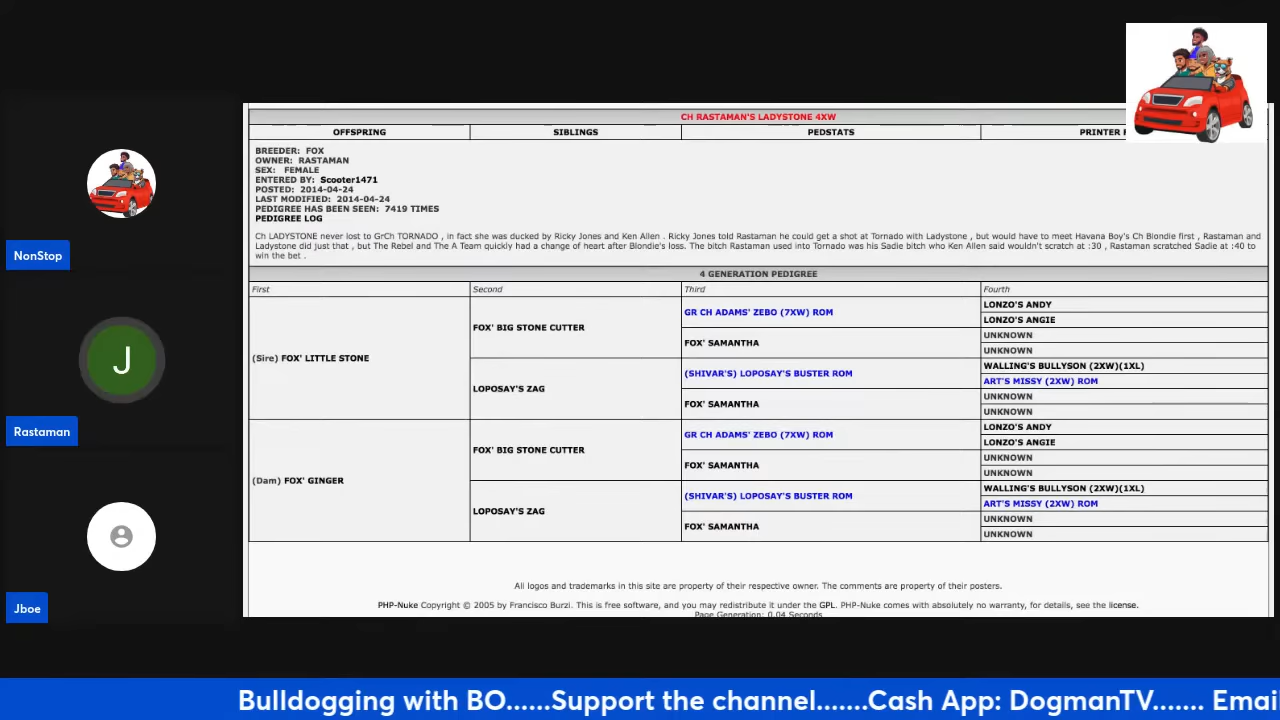 CH RASTAMAN'S LADYSTONE 4XW
OFFSPRING SIBLINGS PEDSTATS PRINTER
BREEDER: FOX
OWNER: RASTAMAN
SEX: FEMALE
ENTERED BY: Scooter1471
POSTED: 2014-04-24
LAST MODIFIED: 2014-04-24
PEDIGREE HAS BEEN SEEN: 7419 TIMES
PEDIGREE LOG
Ch LADYSTONE never lost to GrCh TORNADO , in fact she was ducked by Ricky Jones and Ken Allen . Ricky Jones told Rastaman he could get a shot at Tornado with Ladystone , but would have to meet Havana Boy's Ch Blondie first , Rastaman and
Ladystone did just that , but The Rebel and The A Team quickly had a change of heart after Blondie's loss. The bitch Rastaman used into Tornado was his Sadie bitch who Ken Allen said wouldn't scratch at :30 , Rastaman scratched Sadie at :40 to
win the bet .
4 GENERATION PEDIGREE
First Second Third Fourth
(Sire) FOX' LITTLE STONE
FOX' BIG STONE CUTTER
GR CH ADAMS' ZEBO (7XW) ROM
LONZO'S ANDY
LONZO'S ANGIE
FOX' SAMANTHA
UNKNOWN
UNKNOWN
LOPOSAY'S ZAG
(SHIVAR'S) LOPOSAY'S BUSTER ROM
WALLING'S BULLYSON (2XW)(1XL)
ART'S MISSY (2XW) ROM
FOX' SAMANTHA
UNKNOWN
UNKNOWN
(Dam) FOX' GINGER
FOX' BIG STONE CUTTER
GR CH ADAMS' ZEBO (7XW) ROM
LONZO'S ANDY
LONZO'S ANGIE
FOX' SAMANTHA
UNKNOWN
UNKNOWN
LOPOSAY'S ZAG
(SHIVAR'S) LOPOSAY'S BUSTER ROM
WALLING'S BULLYSON (2XW)(1XL)
ART'S MISSY (2XW) ROM
FOX' SAMANTHA
UNKNOWN
UNKNOWN
All logos and trademarks in this site are property of their respective owner. The comments are property of their posters.
PHP-Nuke Copyright © 2005 by Francisco Burzi. This is free software, and you may redistribute it under the GPL. PHP-Nuke comes with absolutely no warranty, for details, see the license.
Page Generation: 0.04 Seconds
NonStop
J
Rastaman
Jboe
Bulldogging with BO......Support the channel.......Cash App: DogmanTV....... Emai